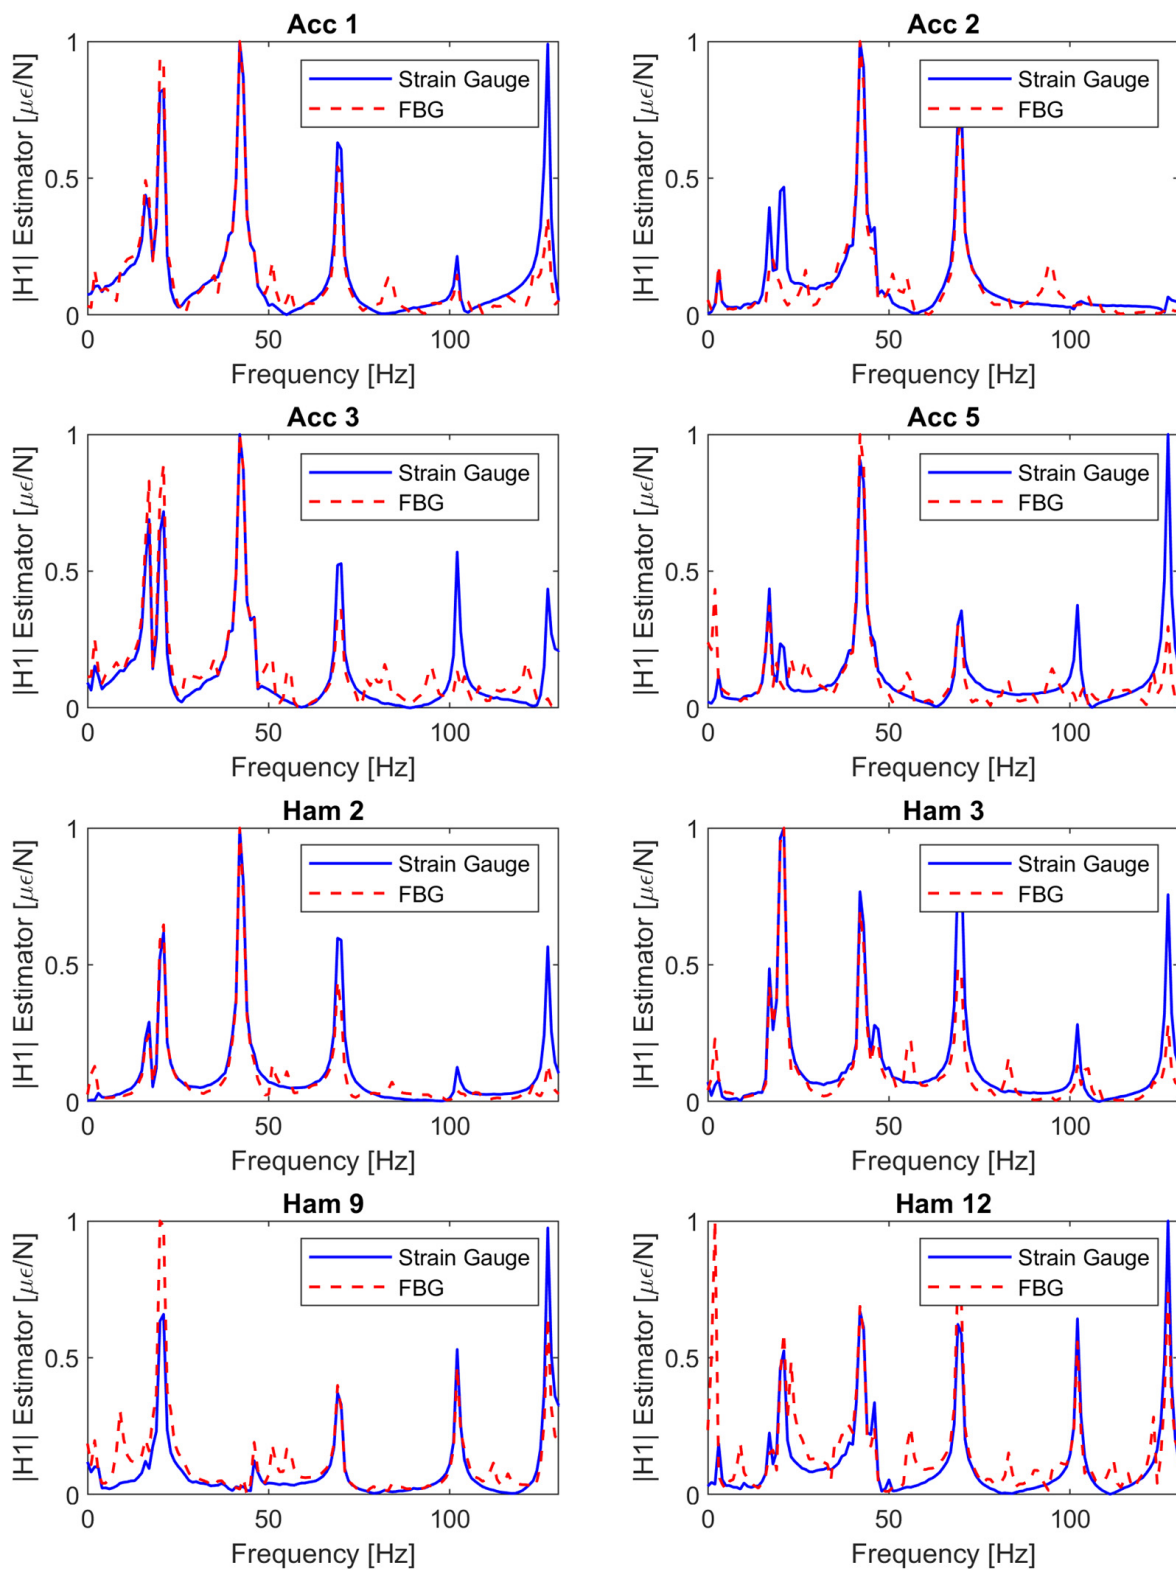 Acc 1
|H1| Estimator [με/N]
1
0.5
0
Strain Gauge
FBG
0
50
100
Frequency [Hz]
Acc 2
|H1| Estimator [με/N]
1
0.5
0
Strain Gauge
FBG
0
50
100
Frequency [Hz]
Acc 3
|H1| Estimator [με/N]
1
0.5
0
Strain Gauge
FBG
0
50
100
Frequency [Hz]
Acc 5
|H1| Estimator [με/N]
1
0.5
0
Strain Gauge
FBG
0
50
100
Frequency [Hz]
Ham 2
|H1| Estimator [με/N]
1
0.5
0
Strain Gauge
FBG
0
50
100
Frequency [Hz]
Ham 3
|H1| Estimator [με/N]
1
0.5
0
Strain Gauge
FBG
0
50
100
Frequency [Hz]
Ham 9
|H1| Estimator [με/N]
1
0.5
0
Strain Gauge
FBG
0
50
100
Frequency [Hz]
Ham 12
|H1| Estimator [με/N]
1
0.5
0
Strain Gauge
FBG
0
50
100
Frequency [Hz]